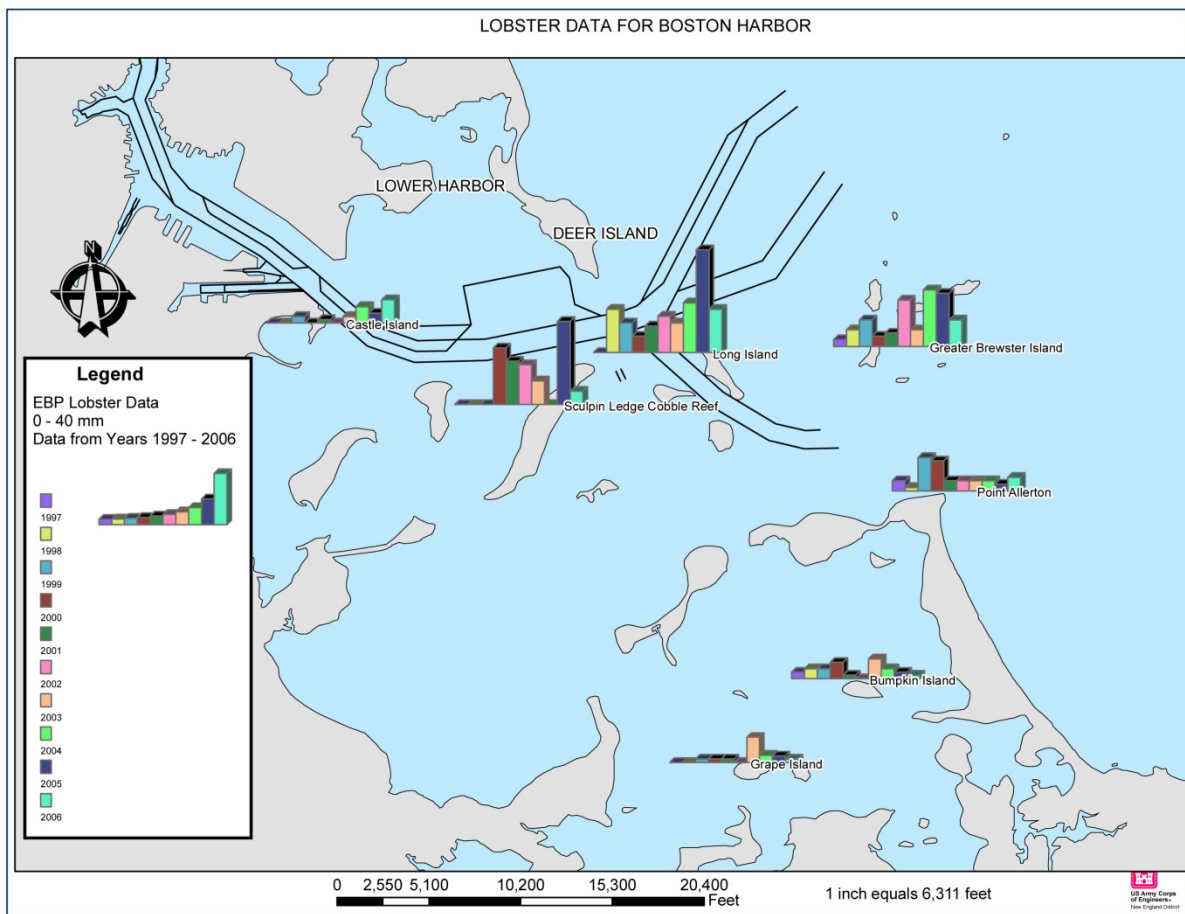 LOBSTER DATA FOR BOSTON HARBOR
LOWER HARBOR
DEER ISLAND
N
Castle Island
Long Island
Greater Brewster Island
Sculpin Ledge Cobble Reef
Point Allerton
Bumpkin Island
Grape Island
Legend
EBP Lobster Data
0 - 40 mm
Data from Years 1997 - 2006
1997
1998
1999
2000
2001
2002
2003
2004
2005
2006
0 2,550 5,100 10,200 15,300 20,400
Feet
1 inch equals 6,311 feet
US Army Corps
of Engineers®
New England District